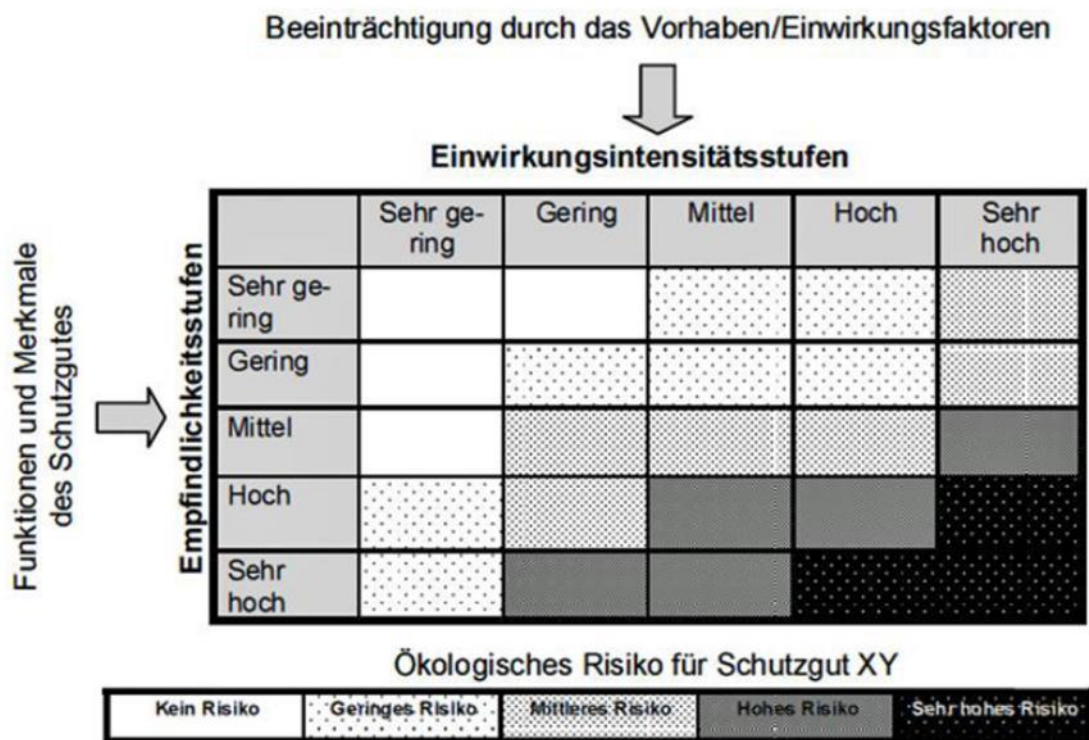 Beeinträchtigung durch das Vorhaben/Einwirkungsfaktoren
Einwirkungsintensitätsstufen
Funktionen und Merkmale
des Schutzgutes
Empfindlichkeitsstufen
Sehr ge-
ring
Gering
Mittel
Hoch
Sehr
hoch
Sehr ge-
ring
Gering
Mittel
Hoch
Sehr
hoch
Ökologisches Risiko für Schutzgut XY
Kein Risiko
Geringes Risiko
Mittleres Risiko
Hohes Risiko
Sehr hohes Risiko